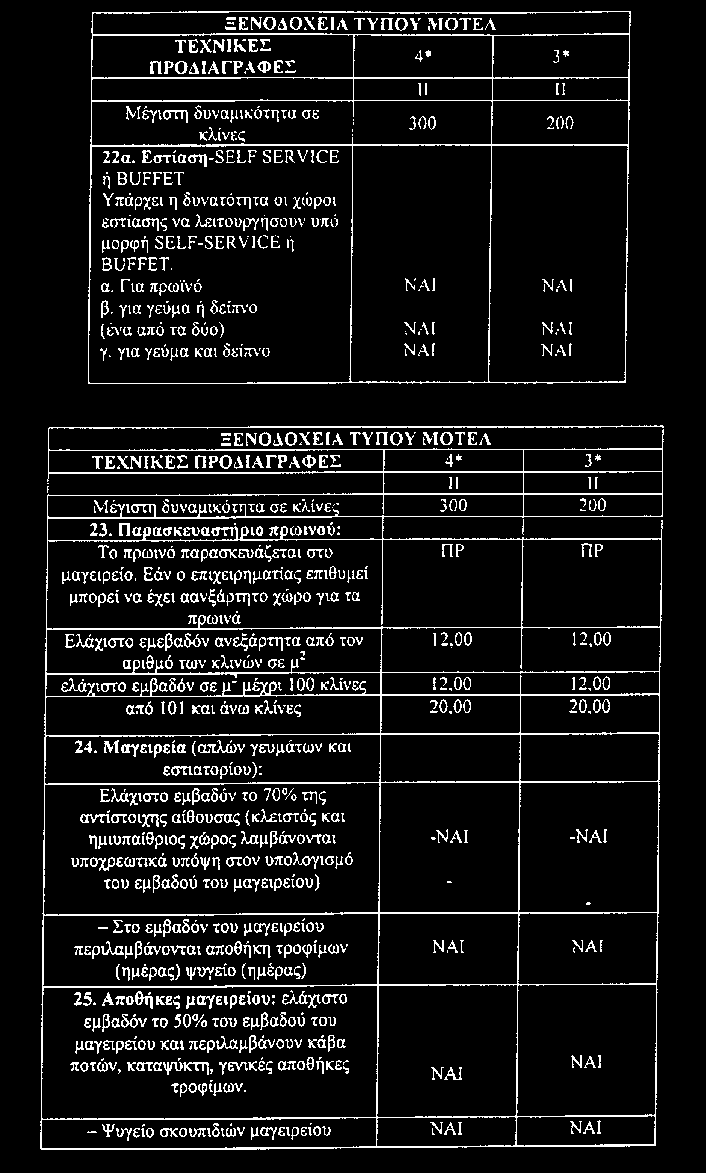 ΞΕΝΟΔΟΧΕΙΑ ΤΥΠΟΥ ΜΟΤΕΛ
ΤΕΧΝΙΚΕΣ
ΠΡΟΔΙΑΓΡΑΦΕΣ 4* 3*
Π Π
Μέγιστη δυναμικότητα σε
κλίνες 300 200
22α. Εστίαση-SELF SERVICE
ή BUFFET
Υπάρχει η δυνατότητα οι χώροι
εστίασης να λειτουργήσουν υπό
μορφή SELF-SERVICE ή
BUFFET.
α. Για πρωϊνό ΝΑΙ ΝΑΙ
β. για γεύμα ή δείπνο
(ένα από τα δύο) ΝΑΙ ΝΑΙ
γ. για γεύμα και δείπνο ΝΑΙ ΝΑΙ
ΞΕΝΟΔΟΧΕΙΑ ΤΥΠΟΥ ΜΟΤΕΛ
ΤΕΧΝΙΚΕΣ ΠΡΟΔΙΑΓΡΑΦΕΣ 4* 3*
Π Π
Μέγιστη δυναμικότητα σε κλίνες 300 200
23. Παρασκευαστήριο πρωινού:
Το πρωινό παρασκευάζεται στο ΠΡ ΠΡ
μαγειρείο. Εάν ο επιχειρηματίας επιθυμεί
μπορεί να έχει αανξάρτητο χώρο για τα
πρωινά
Ελάχιστο εμεβαδόν ανεξάρτητα από τον 12,00 12,00
αριθμό των κλινών σε μ²
ελάχιστο εμβαδόν σε μ² μέχρι 100 κλίνες 12,00 12,00
από 101 και άνω κλίνες 20,00 20,00
24. Μαγειρεία (απλών γευμάτων και
εστιατορίου):
Ελάχιστο εμβαδόν το 70% της
αντίστοιχης αίθουσας (κλειστός και
ημιυπαίθριος χώρος λαμβάνονται -ΝΑΙ -ΝΑΙ
υποχρεωτικά υπόψη στον υπολογισμό
του εμβαδού του μαγειρείου) - -
– Στο εμβαδόν του μαγειρείου
περιλαμβάνονται αποθήκη τροφίμων ΝΑΙ ΝΑΙ
(ημέρας) ψυγείο (ημέρας)
25. Αποθήκες μαγειρείου: ελάχιστο
εμβαδόν το 50% του εμβαδού του
μαγειρείου και περιλαμβάνουν κάβα
ποτών, καταψύκτη, γενικές αποθήκες ΝΑΙ ΝΑΙ
τροφίμων.
– Ψυγείο σκουπιδιών μαγειρείου ΝΑΙ ΝΑΙ